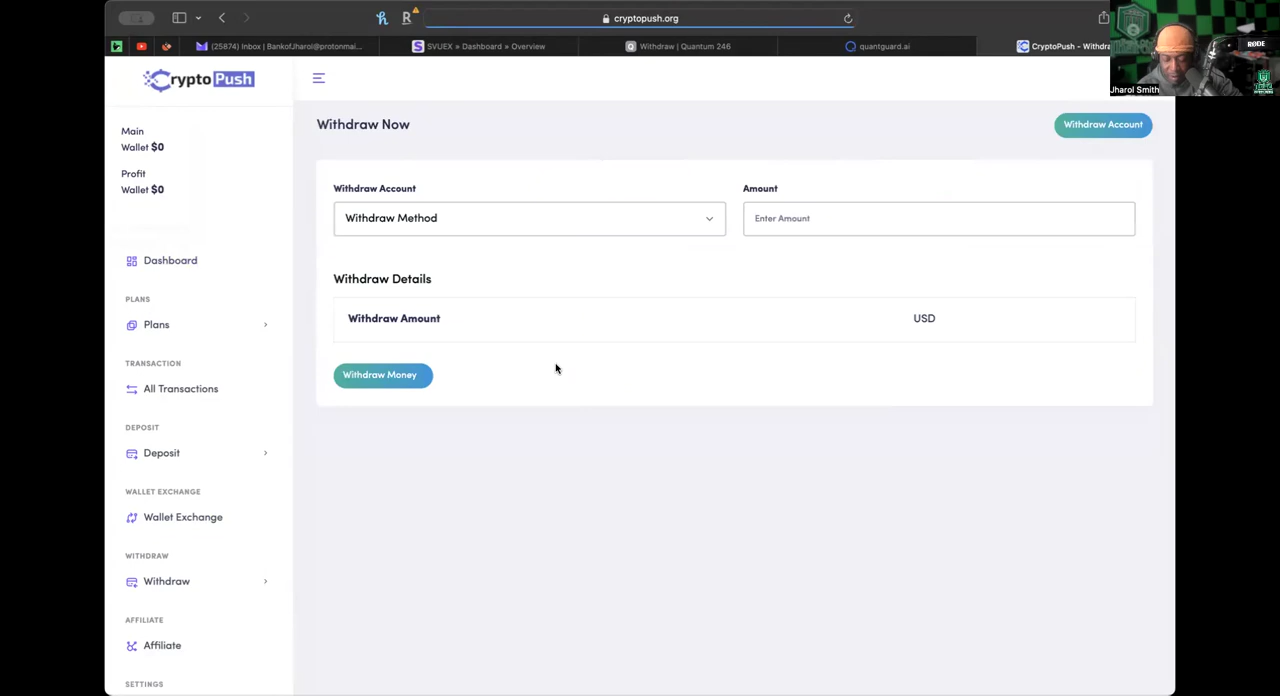 cryptopush.org
(25874) Inbox | BankofJharol@protonmai...
SVUEX » Dashboard » Overview
Withdraw | Quantum 246
quantguard.ai
CryptoPush - Withdra
RØDE
Jharol Smith
CryptoPush
Main
Wallet $0
Profit
Wallet $0
Dashboard
PLANS
Plans
TRANSACTION
All Transactions
DEPOSIT
Deposit
WALLET EXCHANGE
Wallet Exchange
WITHDRAW
Withdraw
AFFILIATE
Affiliate
SETTINGS
Withdraw Now
Withdraw Account
Withdraw Account
Amount
Withdraw Method
Enter Amount
Withdraw Details
Withdraw Amount
USD
Withdraw Money